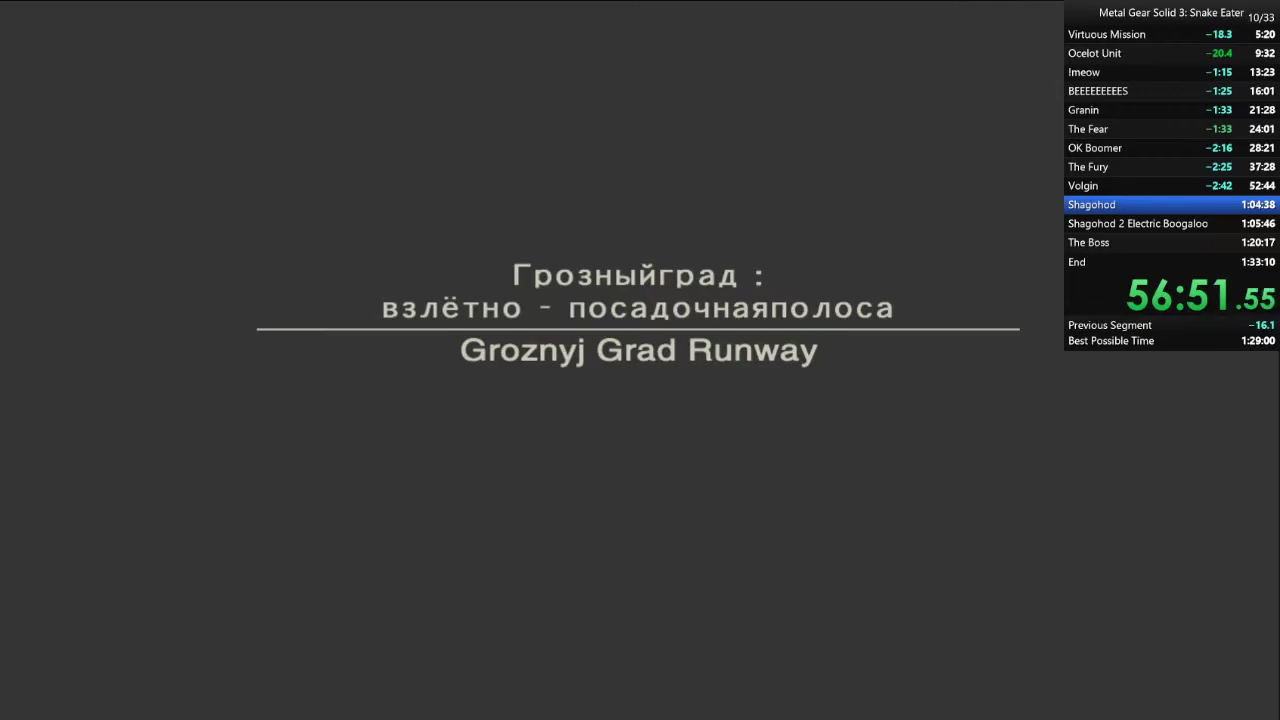 Грозныйград :
взлётно - посадочнаяполоса
Groznyj Grad Runway
Metal Gear Solid 3: Snake Eater 10/33
Virtuous Mission -18.3 5:20
Ocelot Unit -20.4 9:32
!meow -1:15 13:23
BEEEEEEEEES -1:25 16:01
Granin -1:33 21:28
The Fear -1:33 24:01
OK Boomer -2:16 28:21
The Fury -2:25 37:28
Volgin -2:42 52:44
Shagohod 1:04:38
Shagohod 2 Electric Boogaloo 1:05:46
The Boss 1:20:17
End 1:33:10
56:51.55
Previous Segment -16.1
Best Possible Time 1:29:00